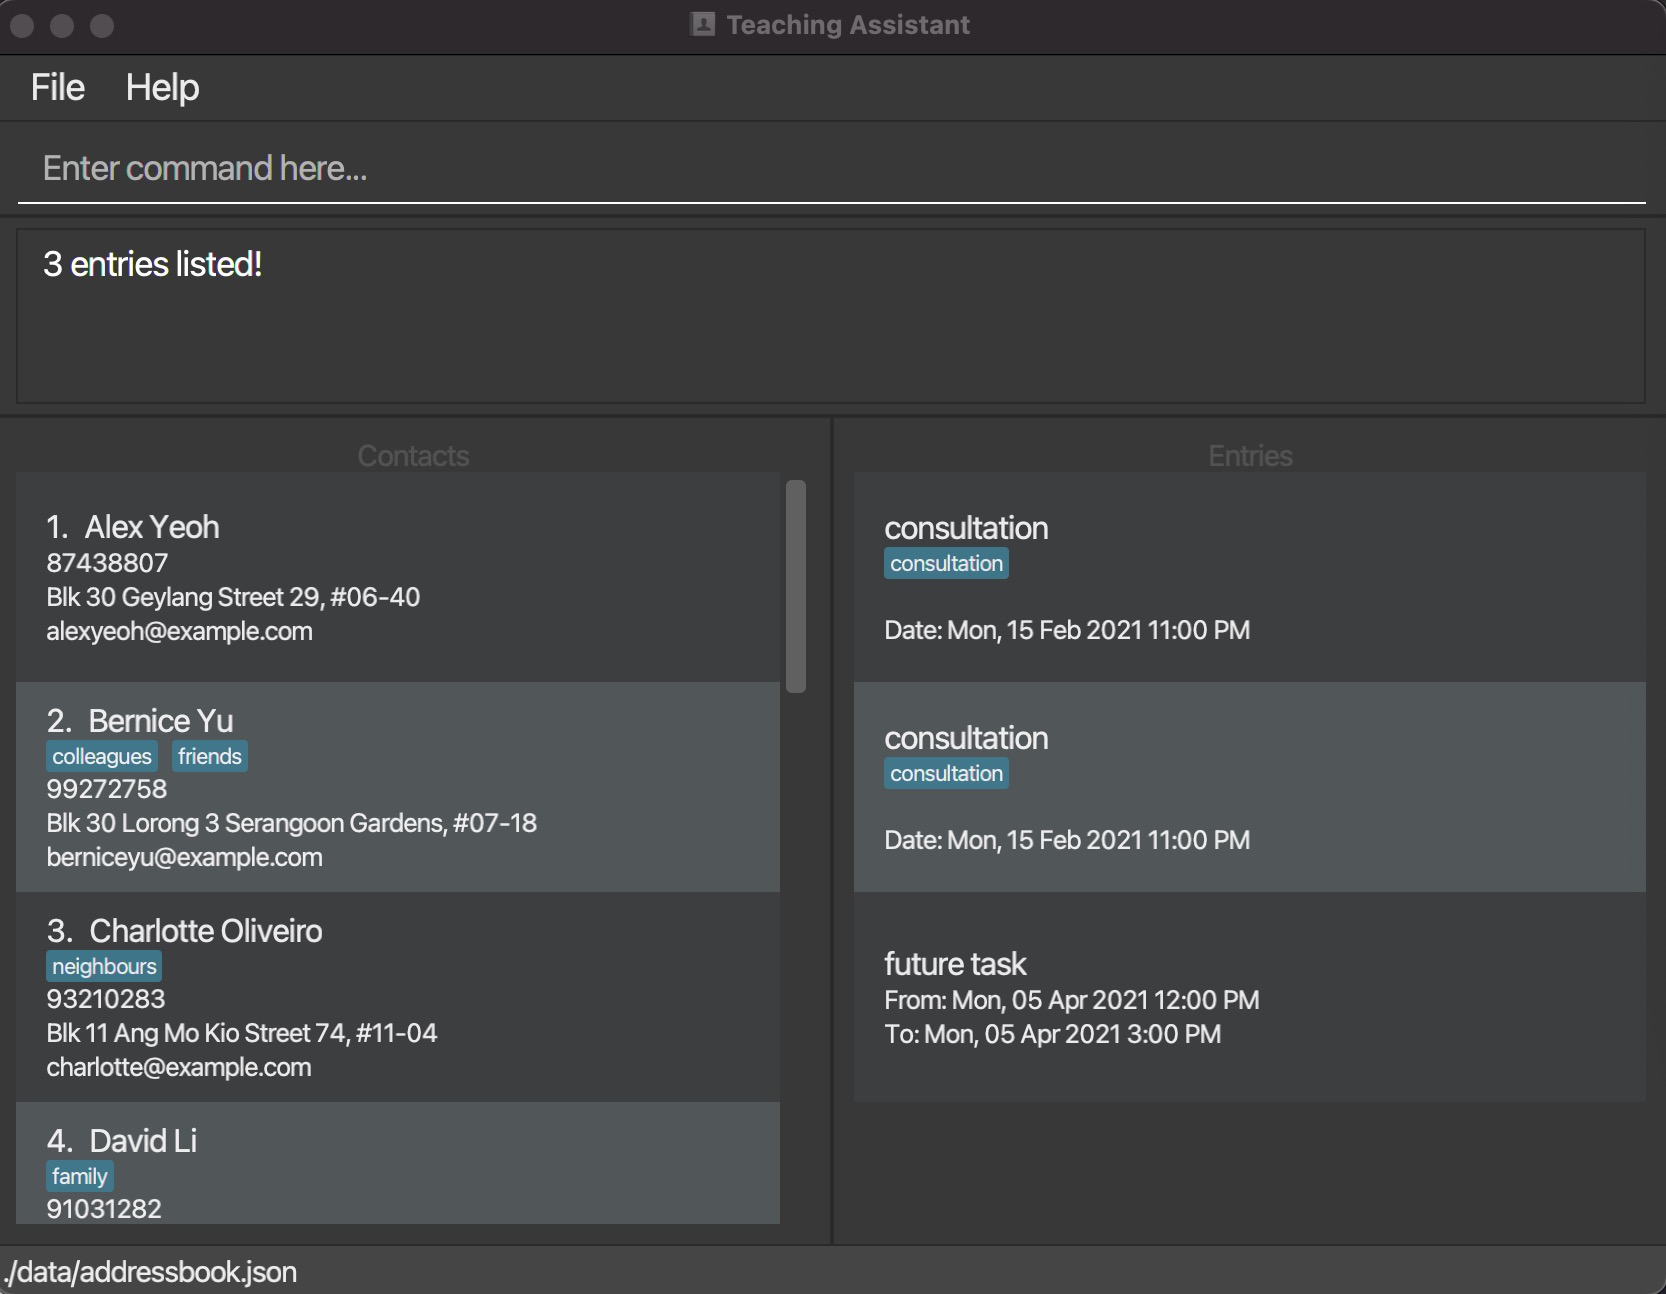 Teaching Assistant
File Help
Enter command here...
3 entries listed!
Contacts
1. Alex Yeoh
87438807
Blk 30 Geylang Street 29, #06-40
alexyeoh@example.com
2. Bernice Yu
colleagues friends
99272758
Blk 30 Lorong 3 Serangoon Gardens, #07-18
berniceyu@example.com
3. Charlotte Oliveiro
neighbours
93210283
Blk 11 Ang Mo Kio Street 74, #11-04
charlotte@example.com
4. David Li
family
91031282
Entries
consultation
consultation
Date: Mon, 15 Feb 2021 11:00 PM
consultation
consultation
Date: Mon, 15 Feb 2021 11:00 PM
future task
From: Mon, 05 Apr 2021 12:00 PM
To: Mon, 05 Apr 2021 3:00 PM
./data/addressbook.json